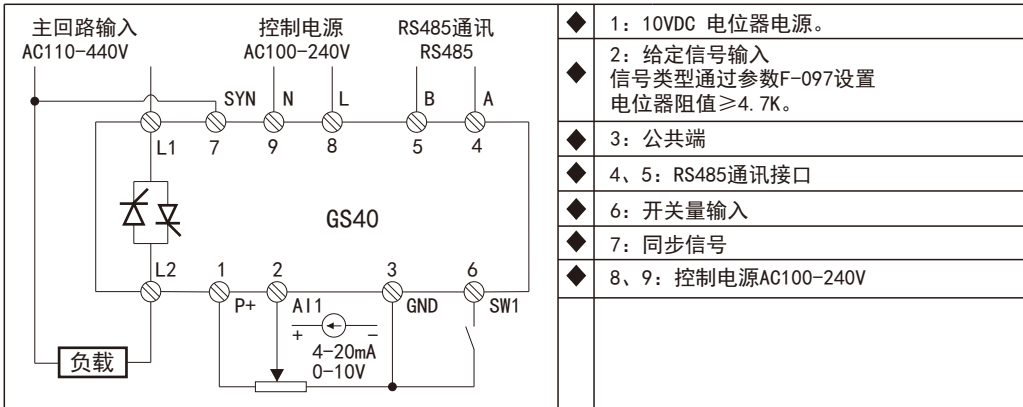 主回路输入
AC110-440V
控制电源
AC100-240V
RS485通讯
RS485
SYN
N
L
B
A
L1
7
9
8
5
4
GS40
L2
1
2
3
6
P+
AI1
GND
SW1
+
−
4-20mA
0-10V
负载
◆ 1: 10VDC 电位器电源。
◆ 2: 给定信号输入
信号类型通过参数F-097设置
电位器阻值≥4.7K。
◆ 3: 公共端
◆ 4、5: RS485通讯接口
◆ 6: 开关量输入
◆ 7: 同步信号
◆ 8、9: 控制电源AC100-240V